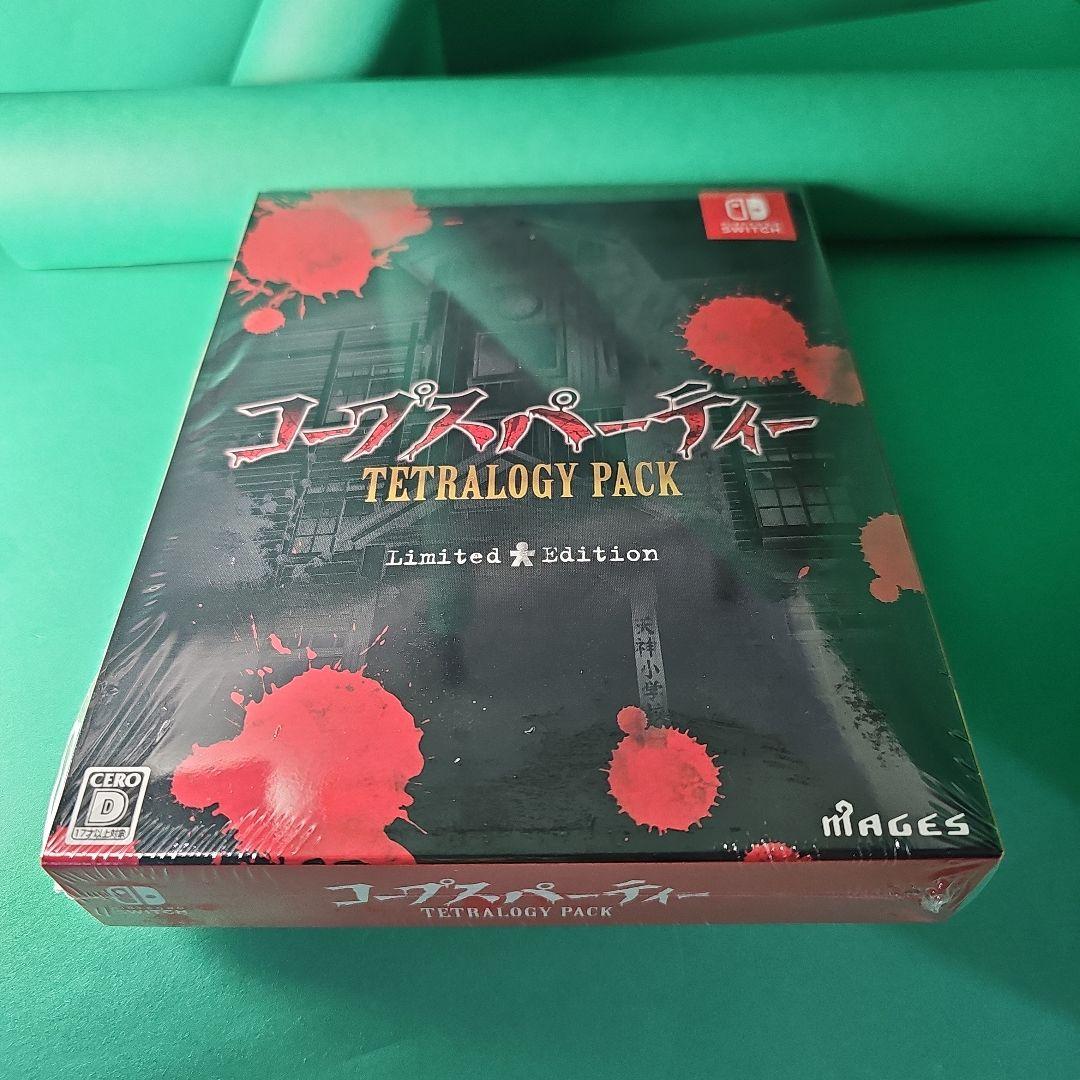 SWITCH
コープスパーティー
TETRALOGY PACK
Limited Edition
天神小学
CERO
D
17才以上対象
MAGES
SWITCH
コープスパーティー
TETRALOGY PACK